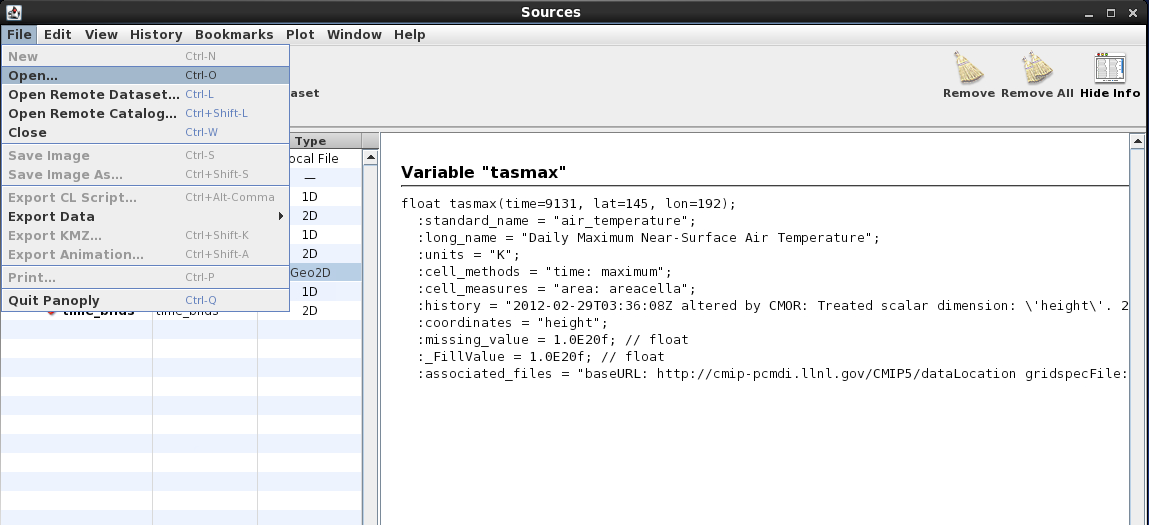 Sources
File Edit View History Bookmarks Plot Window Help
New Ctrl-N
Open... Ctrl-O
Open Remote Dataset... Ctrl-L
Open Remote Catalog... Ctrl+Shift-L
Close Ctrl-W
Save Image Ctrl-S
Save Image As... Ctrl+Shift-S
Export CL Script... Ctrl+Alt-Comma
Export Data
Export KMZ... Ctrl+Shift-K
Export Animation... Ctrl+Shift-A
Print... Ctrl-P
Quit Panoply Ctrl-Q
aset
Remove Remove All Hide Info
Type
ocal File
—
1D
2D
1D
2D
Geo2D
1D
time_bnds time_bnds 2D
Variable "tasmax"
float tasmax(time=9131, lat=145, lon=192);
:standard_name = "air_temperature";
:long_name = "Daily Maximum Near-Surface Air Temperature";
:units = "K";
:cell_methods = "time: maximum";
:cell_measures = "area: areacella";
:history = "2012-02-29T03:36:08Z altered by CMOR: Treated scalar dimension: \'height\'. 2
:coordinates = "height";
:missing_value = 1.0E20f; // float
:_FillValue = 1.0E20f; // float
:associated_files = "baseURL: http://cmip-pcmdi.llnl.gov/CMIP5/dataLocation gridspecFile: